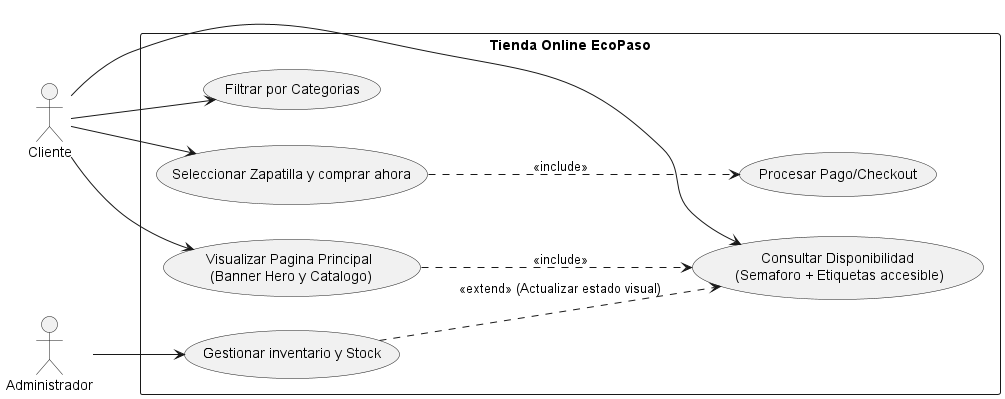 Tienda Online EcoPaso
Filtrar por Categorias
Cliente
Seleccionar Zapatilla y comprar ahora
«include»
Procesar Pago/Checkout
Visualizar Pagina Principal
(Banner Hero y Catalogo)
«include»
Consultar Disponibilidad
(Semaforo + Etiquetas accesible)
«extend» (Actualizar estado visual)
Gestionar inventario y Stock
Administrador